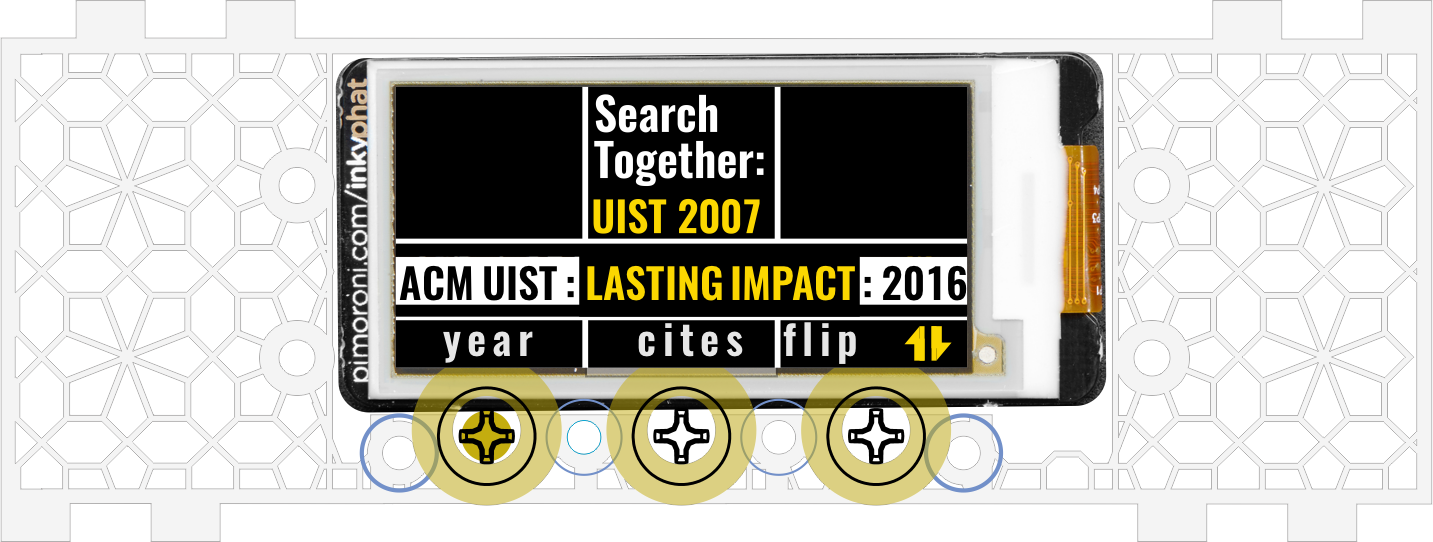 pimoroni.com/inkyphat
Search
Together:
UIST 2007
ACM UIST : LASTING IMPACT : 2016
year cites flip